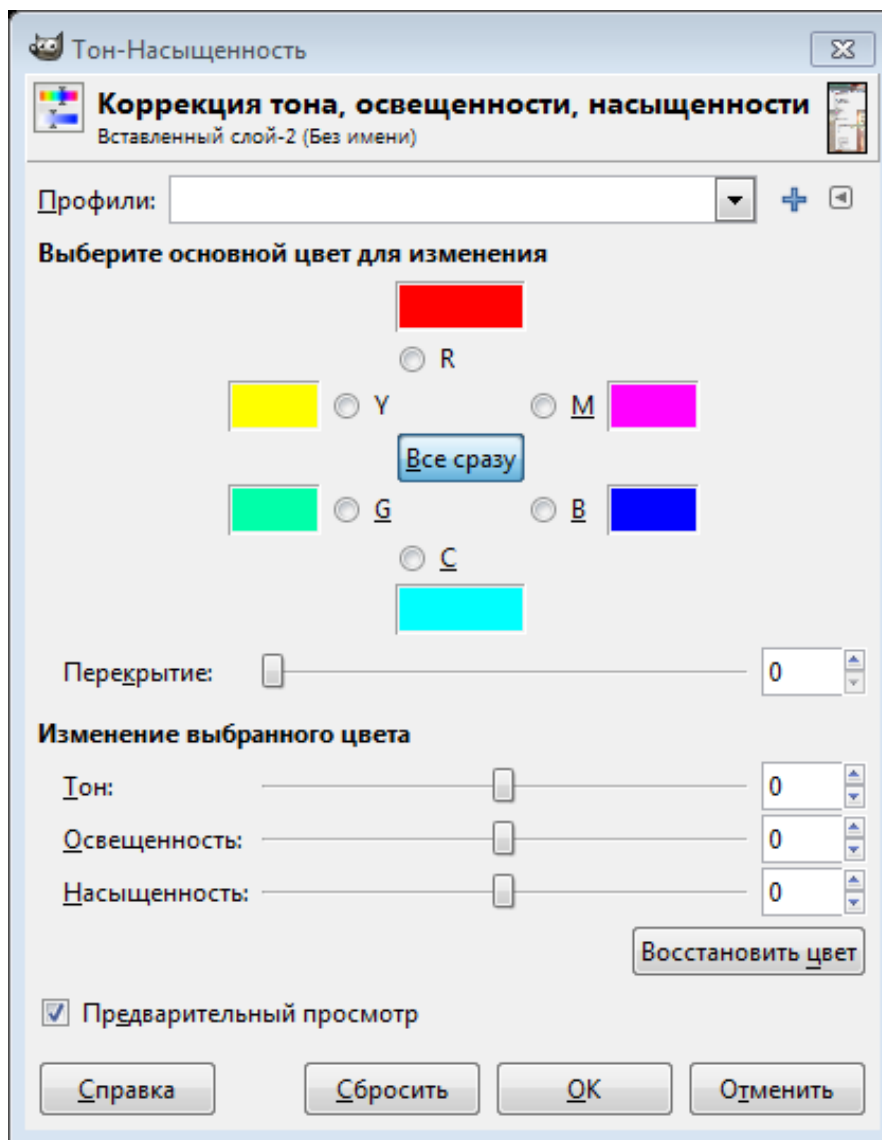 Тон-Насыщенность
Коррекция тона, освещенности, насыщенности
Вставленный слой-2 (Без имени)
Профили:
Выберите основной цвет для изменения
R
Y M
Все сразу
G B
C
Перекрытие: 0
Изменение выбранного цвета
Тон: 0
Освещенность: 0
Насыщенность: 0
Восстановить цвет
Предварительный просмотр
Справка Сбросить OK Отменить